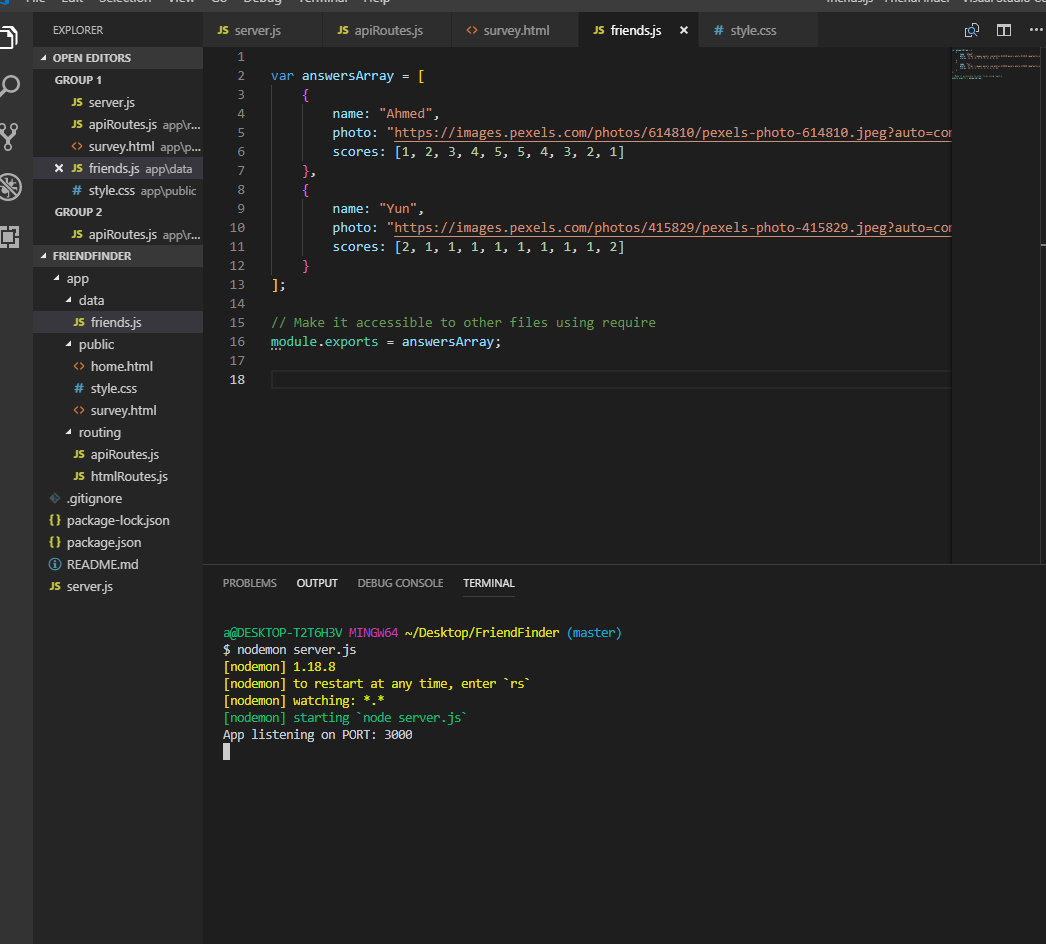 File Edit Selection View Go Debug Terminal Help friends.js FriendFinder Visual Studio
EXPLORER
OPEN EDITORS
GROUP 1
JS server.js
JS apiRoutes.js app\r...
<> survey.html app\p...
JS friends.js app\data
# style.css app\public
GROUP 2
JS apiRoutes.js app\r...
FRIENDFINDER
app
data
JS friends.js
public
<> home.html
# style.css
<> survey.html
routing
JS apiRoutes.js
JS htmlRoutes.js
.gitignore
{} package-lock.json
{} package.json
README.md
JS server.js
JS server.js JS apiRoutes.js <> survey.html JS friends.js # style.css
1
2 var answersArray = [
3 {
4 name: "Ahmed",
5 photo: "https://images.pexels.com/photos/614810/pexels-photo-614810.jpeg?auto=com
6 scores: [1, 2, 3, 4, 5, 5, 4, 3, 2, 1]
7 },
8 {
9 name: "Yun",
10 photo: "https://images.pexels.com/photos/415829/pexels-photo-415829.jpeg?auto=com
11 scores: [2, 1, 1, 1, 1, 1, 1, 1, 1, 2]
12 }
13 ];
14
15 // Make it accessible to other files using require
16 module.exports = answersArray;
17
18
PROBLEMS OUTPUT DEBUG CONSOLE TERMINAL
a@DESKTOP-T2T6H3V MINGW64 ~/Desktop/FriendFinder (master)
$ nodemon server.js
[nodemon] 1.18.8
[nodemon] to restart at any time, enter `rs`
[nodemon] watching: *.*
[nodemon] starting `node server.js`
App listening on PORT: 3000